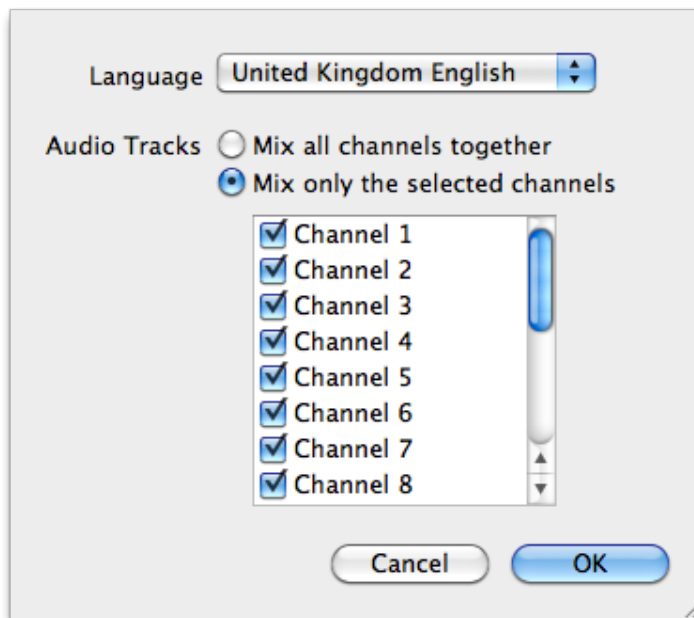 Language United Kingdom English
Audio Tracks Mix all channels together
Mix only the selected channels
Channel 1
Channel 2
Channel 3
Channel 4
Channel 5
Channel 6
Channel 7
Channel 8
Cancel OK